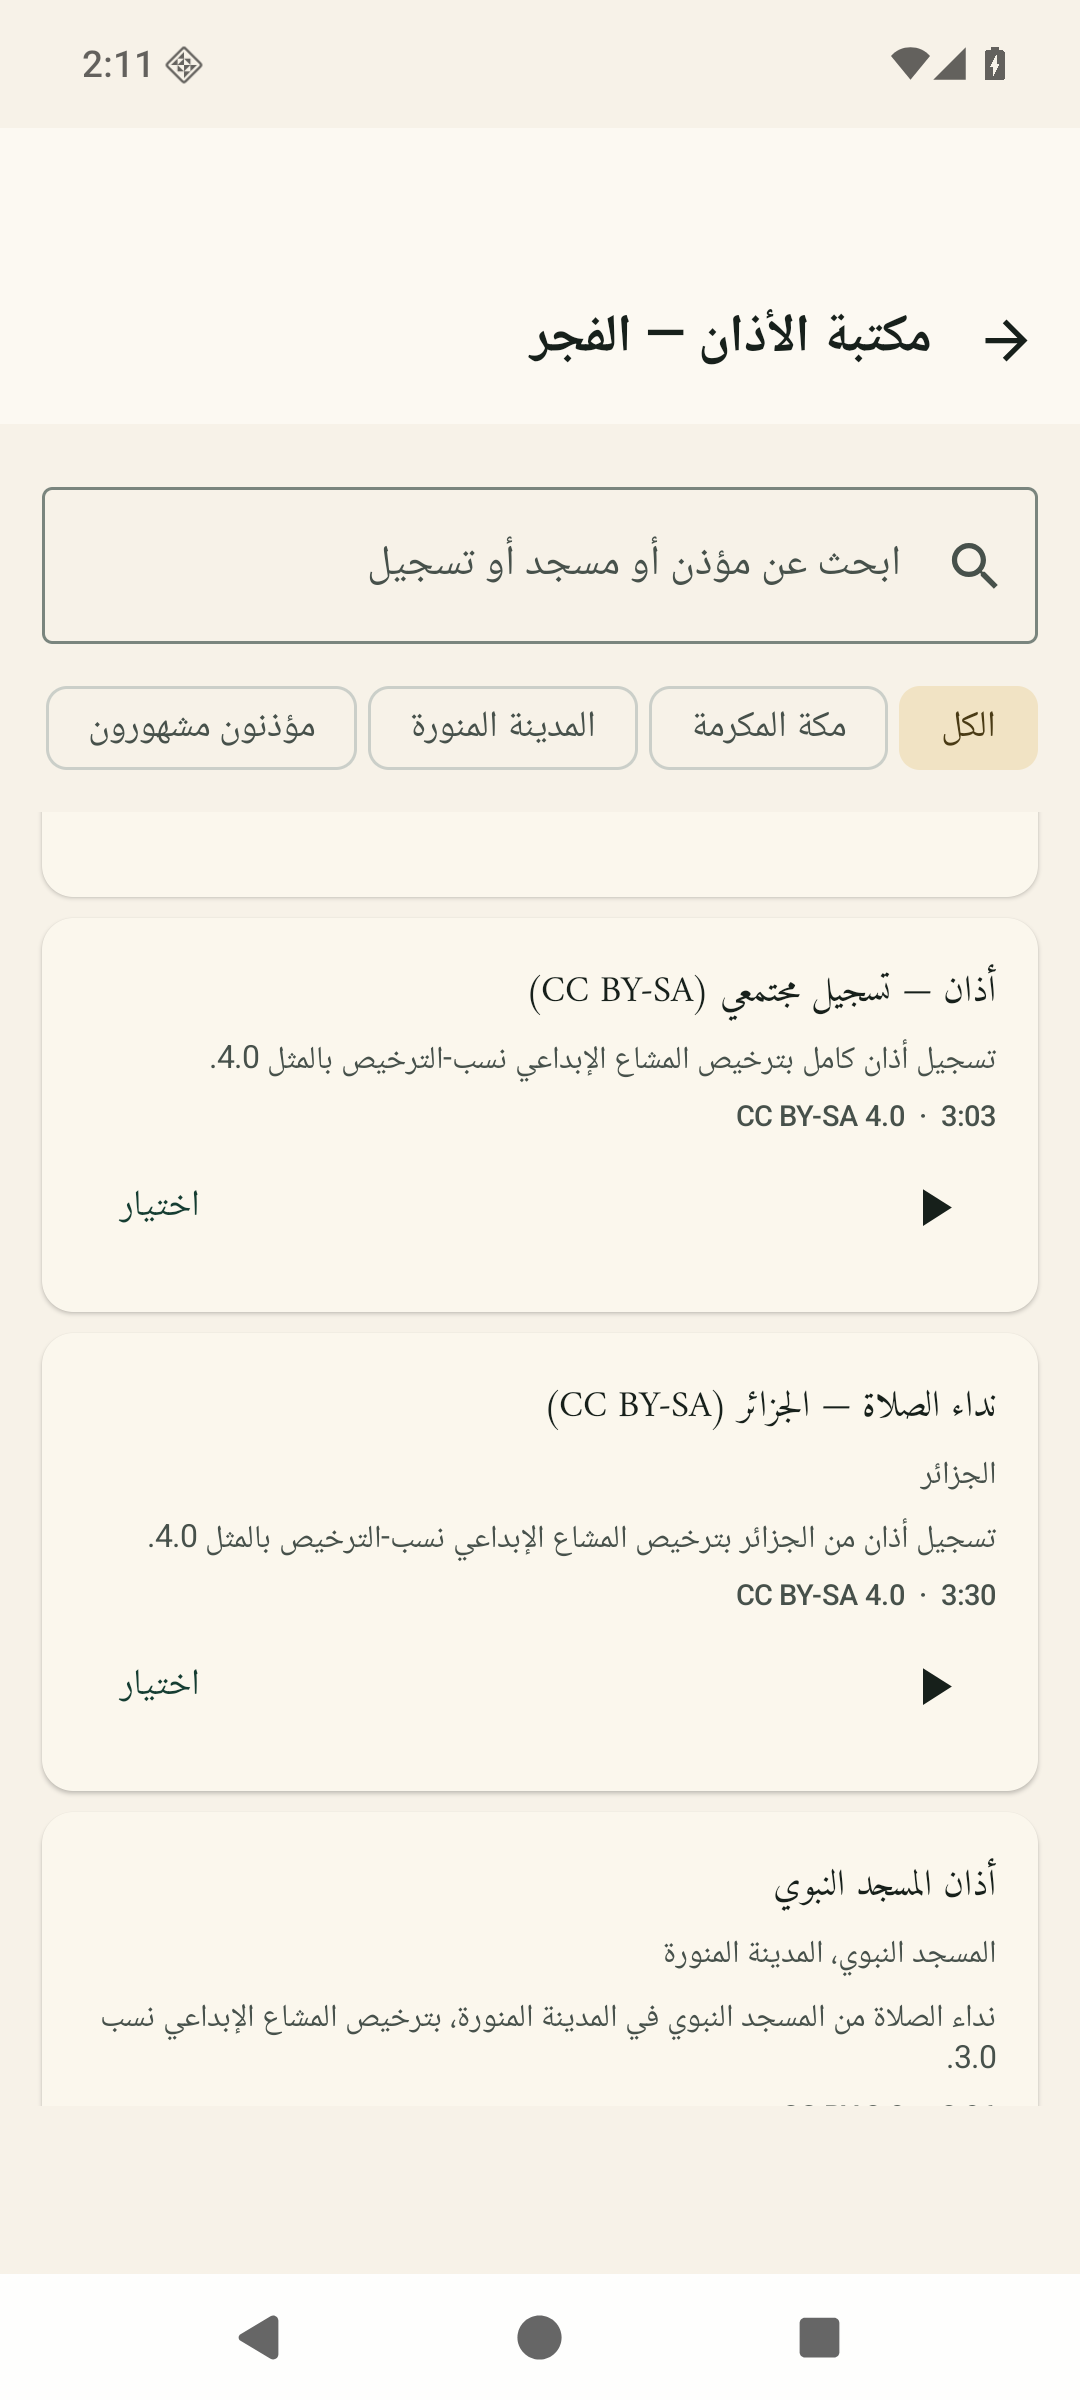 2:11
مكتبة الأذان — الفجر
ابحث عن مؤذن أو مسجد أو تسجيل
الكل
مكة المكرمة
المدينة المنورة
مؤذنون مشهورون
أذان — تسجيل مجتمعي (CC BY-SA)
تسجيل أذان كامل بترخيص المشاع الإبداعي نسب-الترخيص بالمثل 4.0.
3:03 · CC BY-SA 4.0
اختيار
نداء الصلاة — الجزائر (CC BY-SA)
الجزائر
تسجيل أذان من الجزائر بترخيص المشاع الإبداعي نسب-الترخيص بالمثل 4.0.
3:30 · CC BY-SA 4.0
اختيار
أذان المسجد النبوي
المسجد النبوي، المدينة المنورة
نداء الصلاة من المسجد النبوي في المدينة المنورة، بترخيص المشاع الإبداعي نسب
3.0.